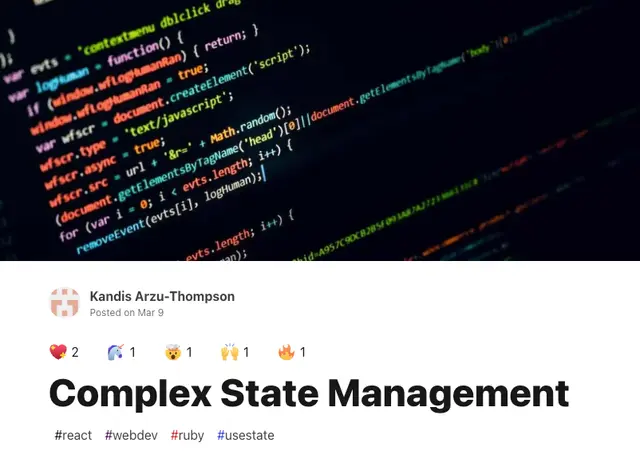 }
};
var evts = 'contextmenu dblclick drag
var logHuman = function() {
if (window.wfLogHumanRan) { return; }
window.wfLogHumanRan = true;
var wfscr = document.createElement('script');
wfscr.type = 'text/javascript';
wfscr.async = true;
wfscr.src = url + '&r=' + Math.random();
(document.getElementsByTagName('head')[0]||document.getElementsByTagName('body')[0])
for (var i = 0; i < evts.length; i++) {
removeEvent(evts[i], logHuman);
evts.length; i++) {
Kandis Arzu-Thompson
Posted on Mar 9
2 1 1 1 1
Complex State Management
#react #webdev #ruby #usestate